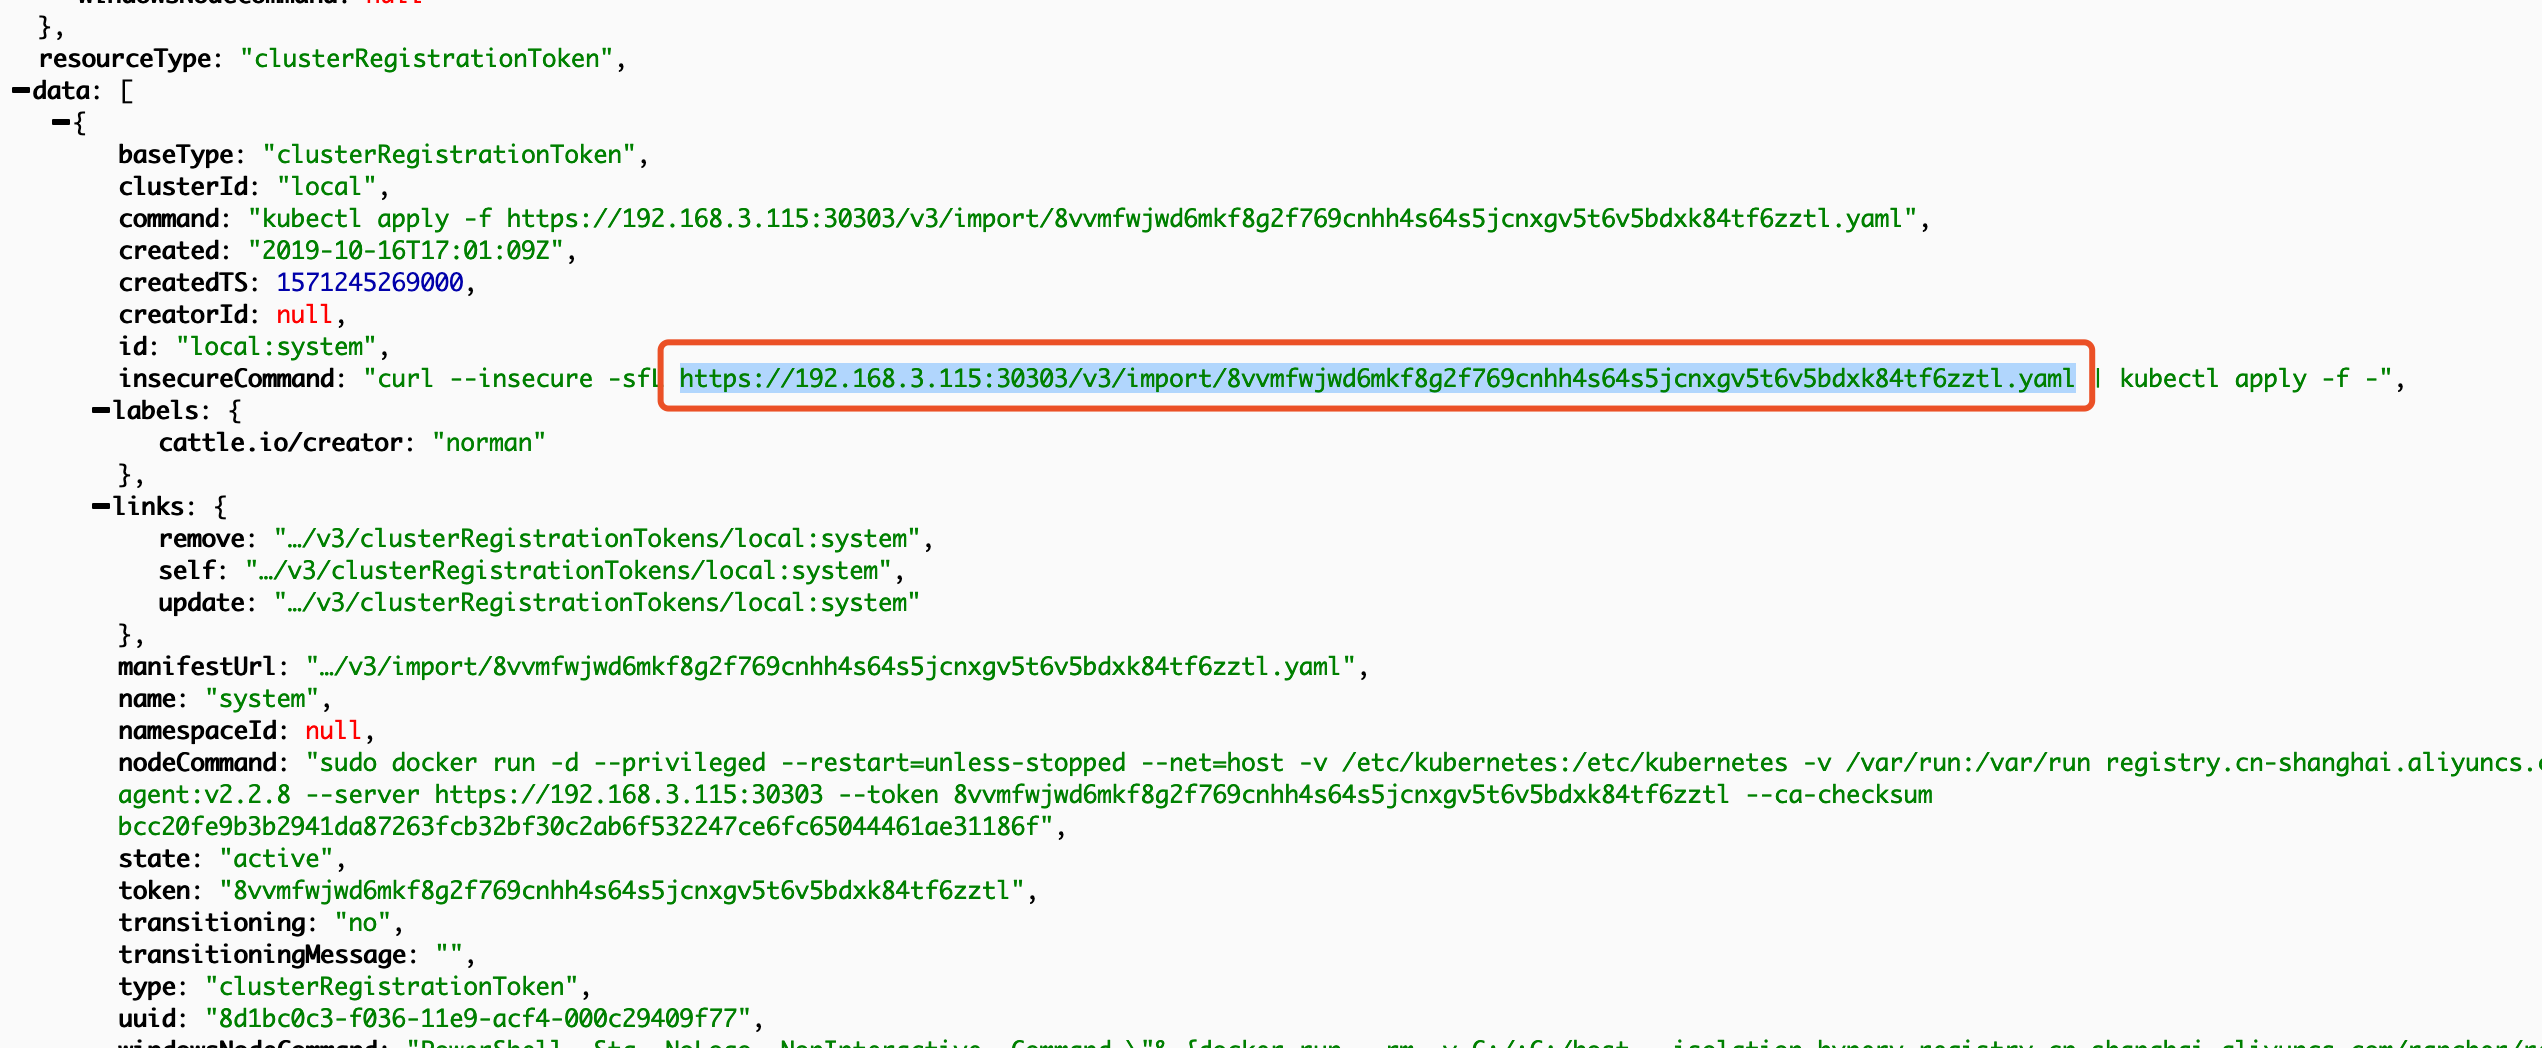 },
resourceType: "clusterRegistrationToken",
data: [
{
baseType: "clusterRegistrationToken",
clusterId: "local",
command: "kubectl apply -f https://192.168.3.115:30303/v3/import/8vvmfwjwd6mkf8g2f769cnhh4s64s5jcnxgv5t6v5bdxk84tf6zztl.yaml",
created: "2019-10-16T17:01:09Z",
createdTS: 1571245269000,
creatorId: null,
id: "local:system",
insecureCommand: "curl --insecure -sfL https://192.168.3.115:30303/v3/import/8vvmfwjwd6mkf8g2f769cnhh4s64s5jcnxgv5t6v5bdxk84tf6zztl.yaml | kubectl apply -f -",
labels: {
cattle.io/creator: "norman"
},
links: {
remove: "…/v3/clusterRegistrationTokens/local:system",
self: "…/v3/clusterRegistrationTokens/local:system",
update: "…/v3/clusterRegistrationTokens/local:system"
},
manifestUrl: "…/v3/import/8vvmfwjwd6mkf8g2f769cnhh4s64s5jcnxgv5t6v5bdxk84tf6zztl.yaml",
name: "system",
namespaceId: null,
nodeCommand: "sudo docker run -d --privileged --restart=unless-stopped --net=host -v /etc/kubernetes:/etc/kubernetes -v /var/run:/var/run registry.cn-shanghai.aliyuncs.
agent:v2.2.8 --server https://192.168.3.115:30303 --token 8vvmfwjwd6mkf8g2f769cnhh4s64s5jcnxgv5t6v5bdxk84tf6zztl --ca-checksum
bcc20fe9b3b2941da87263fcb32bf30c2ab6f532247ce6fc65044461ae31186f",
state: "active",
token: "8vvmfwjwd6mkf8g2f769cnhh4s64s5jcnxgv5t6v5bdxk84tf6zztl",
transitioning: "no",
transitioningMessage: "",
type: "clusterRegistrationToken",
uuid: "8d1bc0c3-f036-11e9-acf4-000c29409f77",